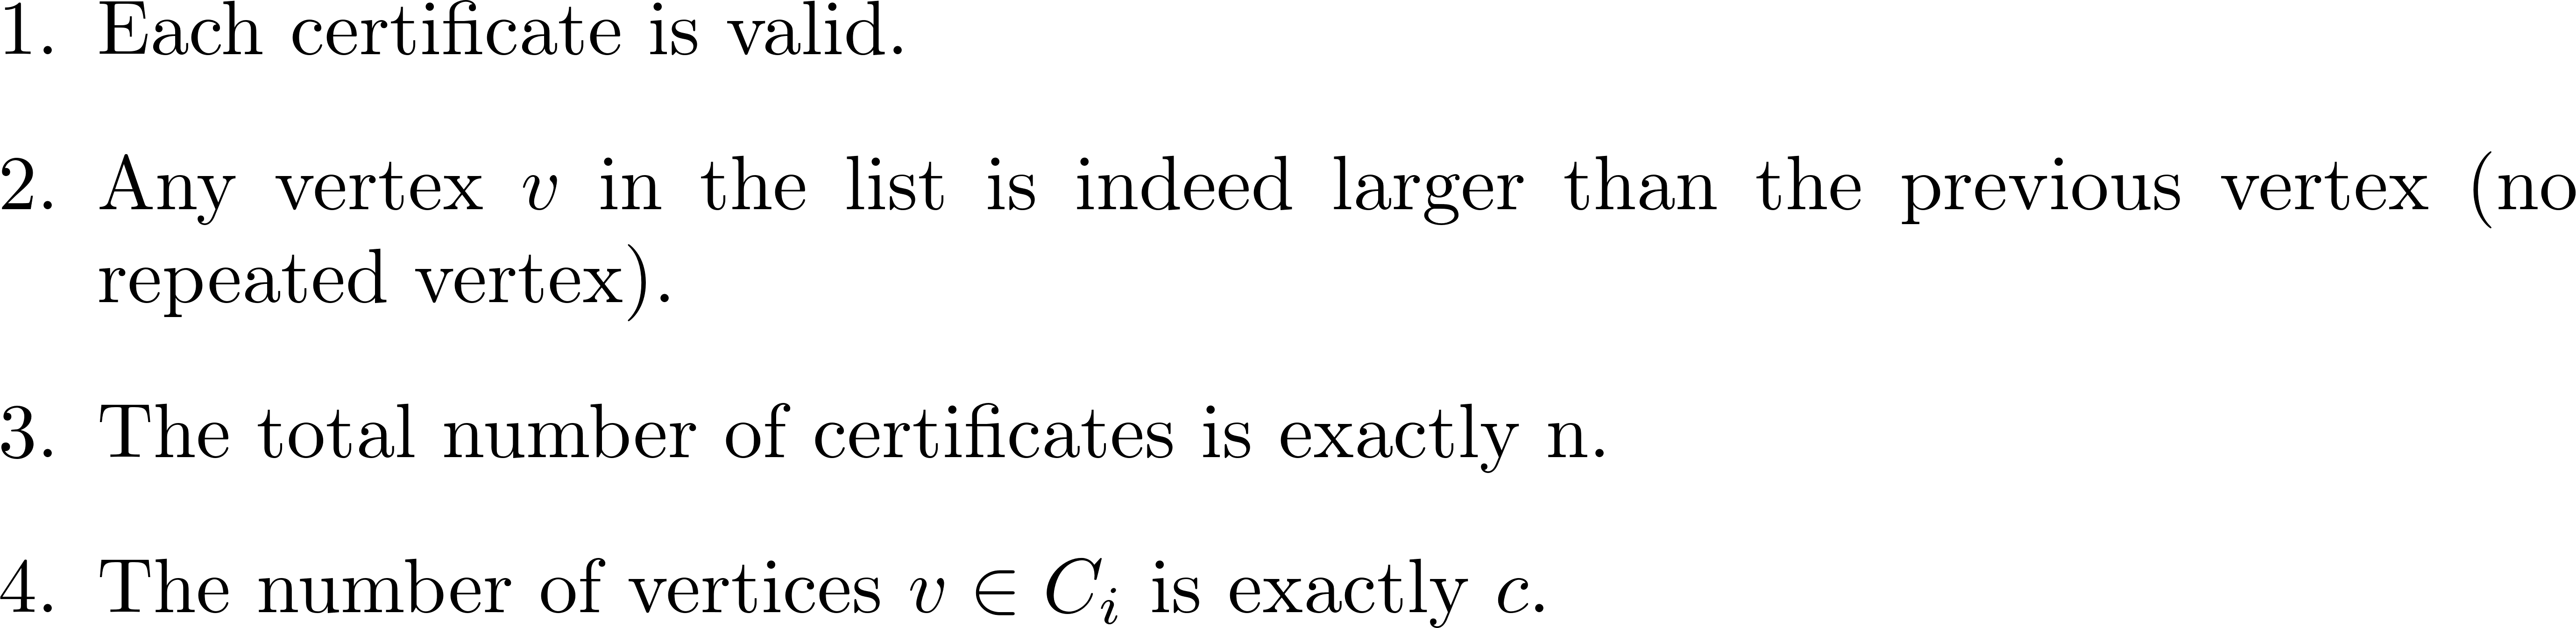 1. Each certificate is valid.
2. Any vertex v in the list is indeed larger than the previous vertex (no
repeated vertex).
3. The total number of certificates is exactly n.
4. The number of vertices v ∈ C_i is exactly c.